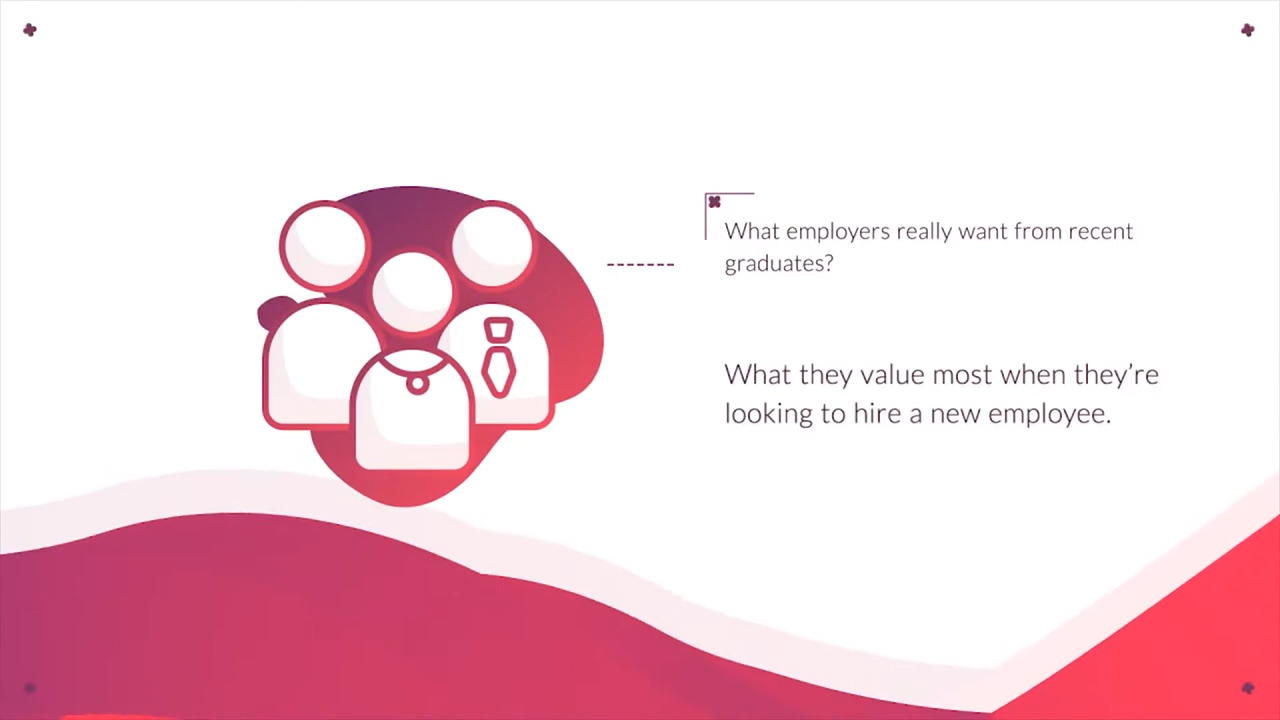 What employers really want from recent
graduates?
What they value most when they’re
looking to hire a new employee.